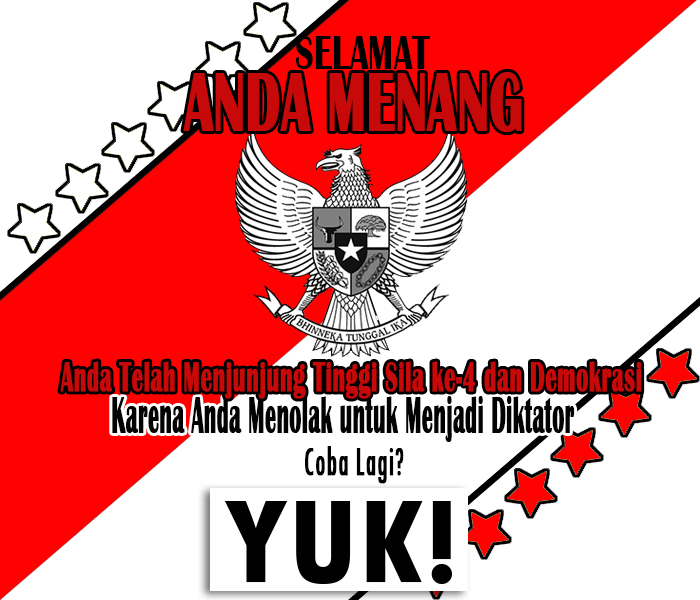 SELAMAT
ANDA MENANG
BHINNEKA TUNGGAL IKA
Anda Telah Menjunjung Tinggi Sila ke-4 dan Demokrasi
Karena Anda Menolak untuk Menjadi Diktator
Coba Lagi?
YUK!